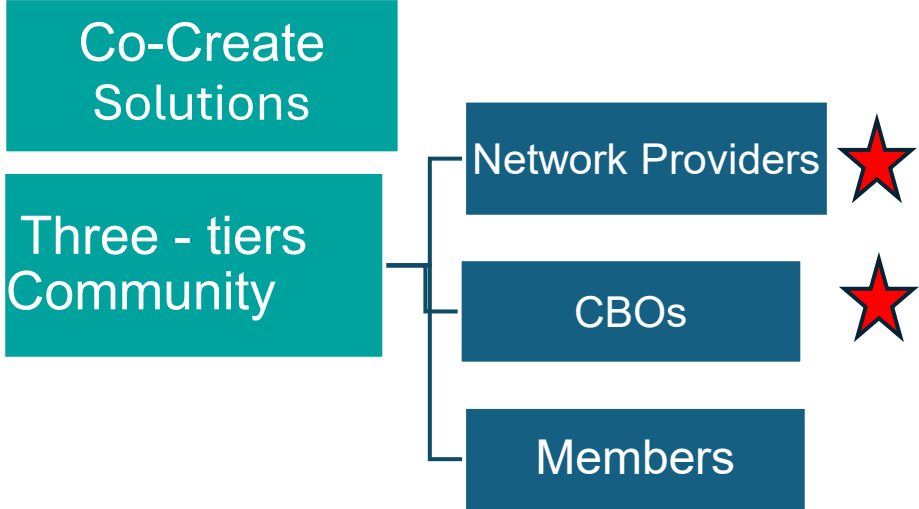 Co-Create
Solutions
Three - tiers
Community
Network Providers
CBOs
Members